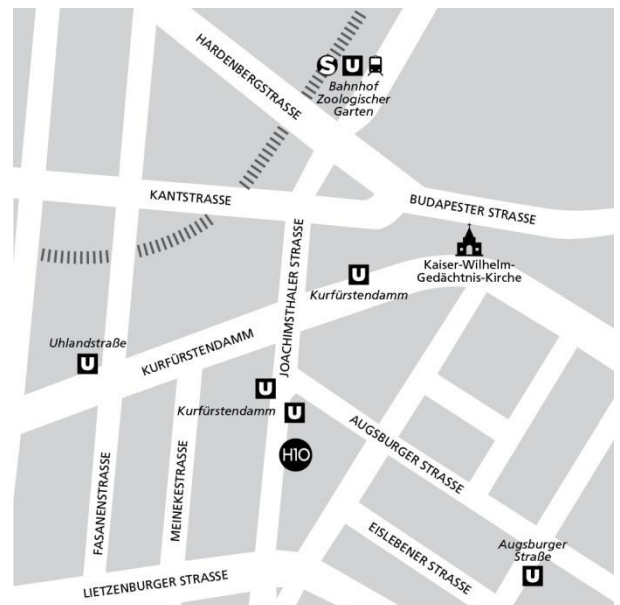 HARDENBERGSTRASSE
S U
Bahnhof
Zoologischer
Garten
KANTSTRASSE
BUDAPESTER STRASSE
JOACHIMSTHALER STRASSE
Kaiser-Wilhelm-
Gedächtnis-Kirche
U
Kurfürstendamm
Uhlandstraße
U
KURFÜRSTENDAMM
U
Kurfürstendamm
U
H10
AUGSBURGER STRASSE
FASANENSTRASSE
MEINEKESTRASSE
EISLEBENER STRASSE
Augsburger
Straße
U
LIETZENBURGER STRASSE